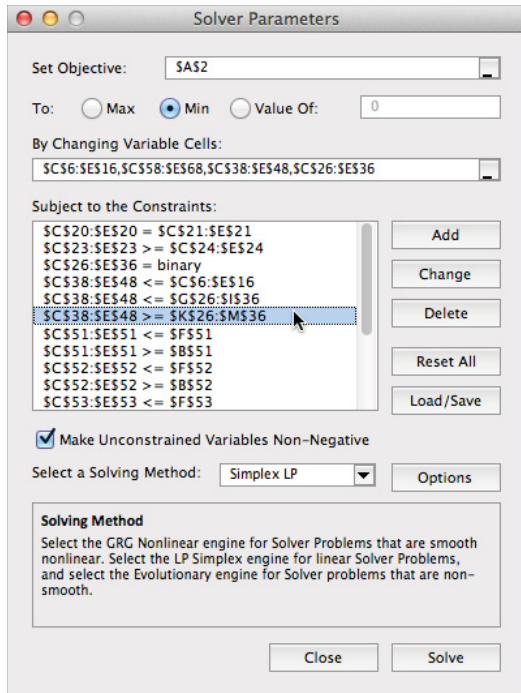 Solver Parameters
Set Objective: $A$2
To: Max Min Value Of: 0
By Changing Variable Cells:
$C$6:$E$16,$C$58:$E$68,$C$38:$E$48,$C$26:$E$36
Subject to the Constraints:
$C$20:$E$20 = $C$21:$E$21
$C$23:$E$23 >= $C$24:$E$24
$C$26:$E$36 = binary
$C$38:$E$48 <= $C$6:$E$16
$C$38:$E$48 <= $G$26:$I$36
$C$38:$E$48 >= $K$26:$M$36
$C$51:$E$51 <= $F$51
$C$51:$E$51 >= $B$51
$C$52:$E$52 <= $F$52
$C$52:$E$52 >= $B$52
$C$53:$E$53 <= $F$53
Add
Change
Delete
Reset All
Load/Save
Make Unconstrained Variables Non-Negative
Select a Solving Method: Simplex LP Options
Solving Method
Select the GRG Nonlinear engine for Solver Problems that are smooth
nonlinear. Select the LP Simplex engine for linear Solver Problems,
and select the Evolutionary engine for Solver problems that are non-
smooth.
Close Solve